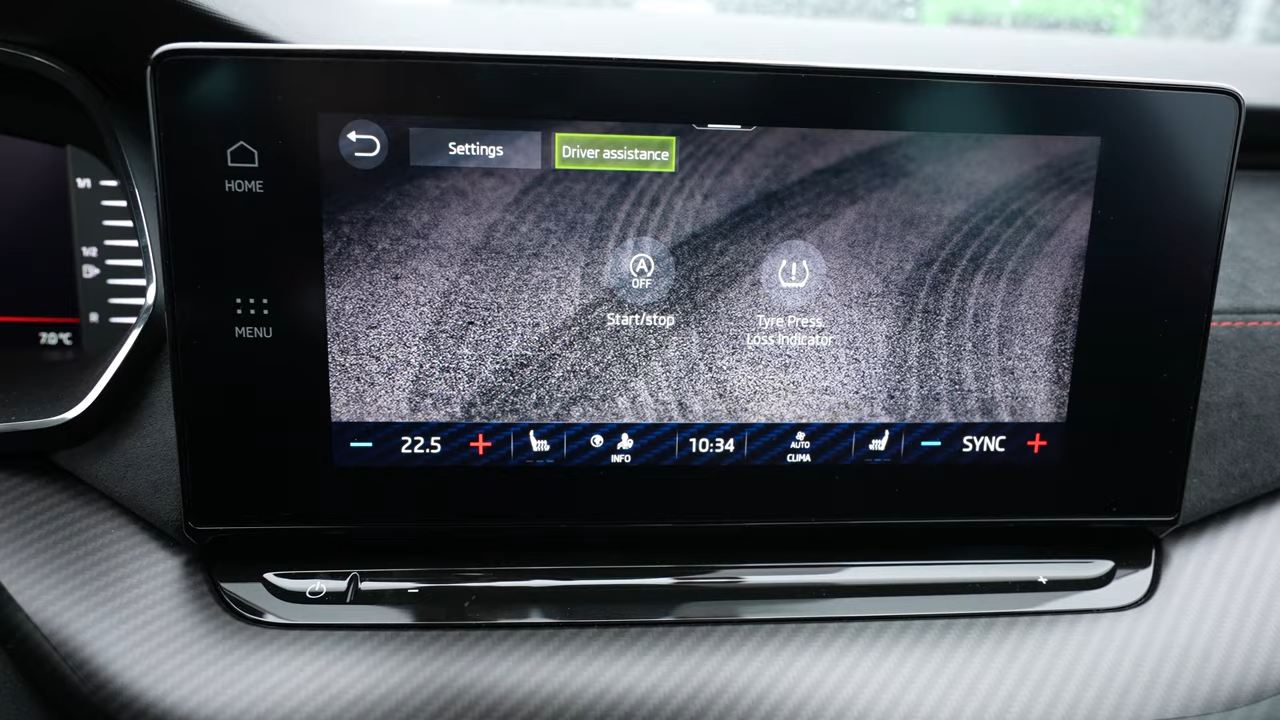 HOME
MENU
Settings
Driver assistance
A
OFF
Start/stop
Tyre Press
Loss Indicator
22.5
INFO
10:34
AUTO
CLIMA
SYNC
1/1
1/2
R
7.0°C